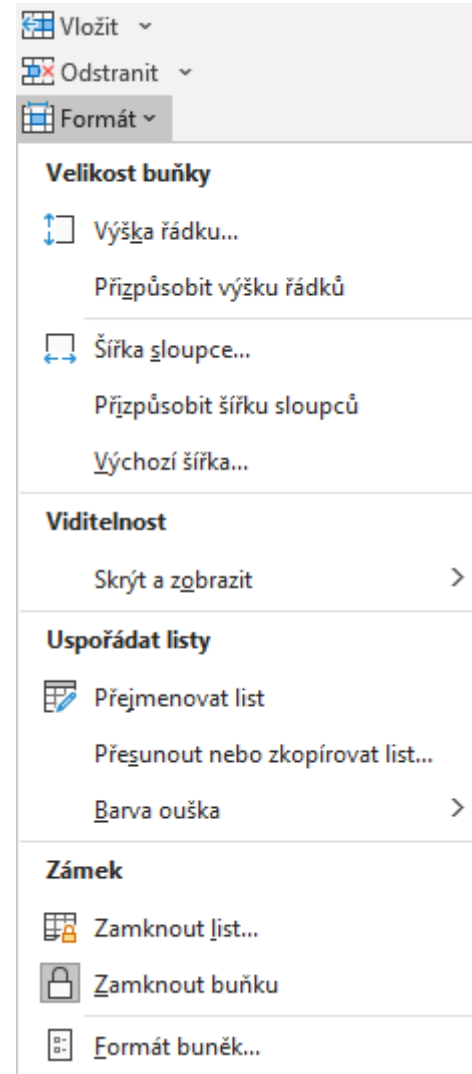 Vložit
Odstranit
Formát
Velikost buňky
Výška řádku...
Přizpůsobit výšku řádků
Šířka sloupce...
Přizpůsobit šířku sloupců
Výchozí šířka...
Viditelnost
Skrýt a zobrazit
Uspořádat listy
Přejmenovat list
Přesunout nebo zkopírovat list...
Barva ouška
Zámek
Zamknout list...
Zamknout buňku
Formát buněk...